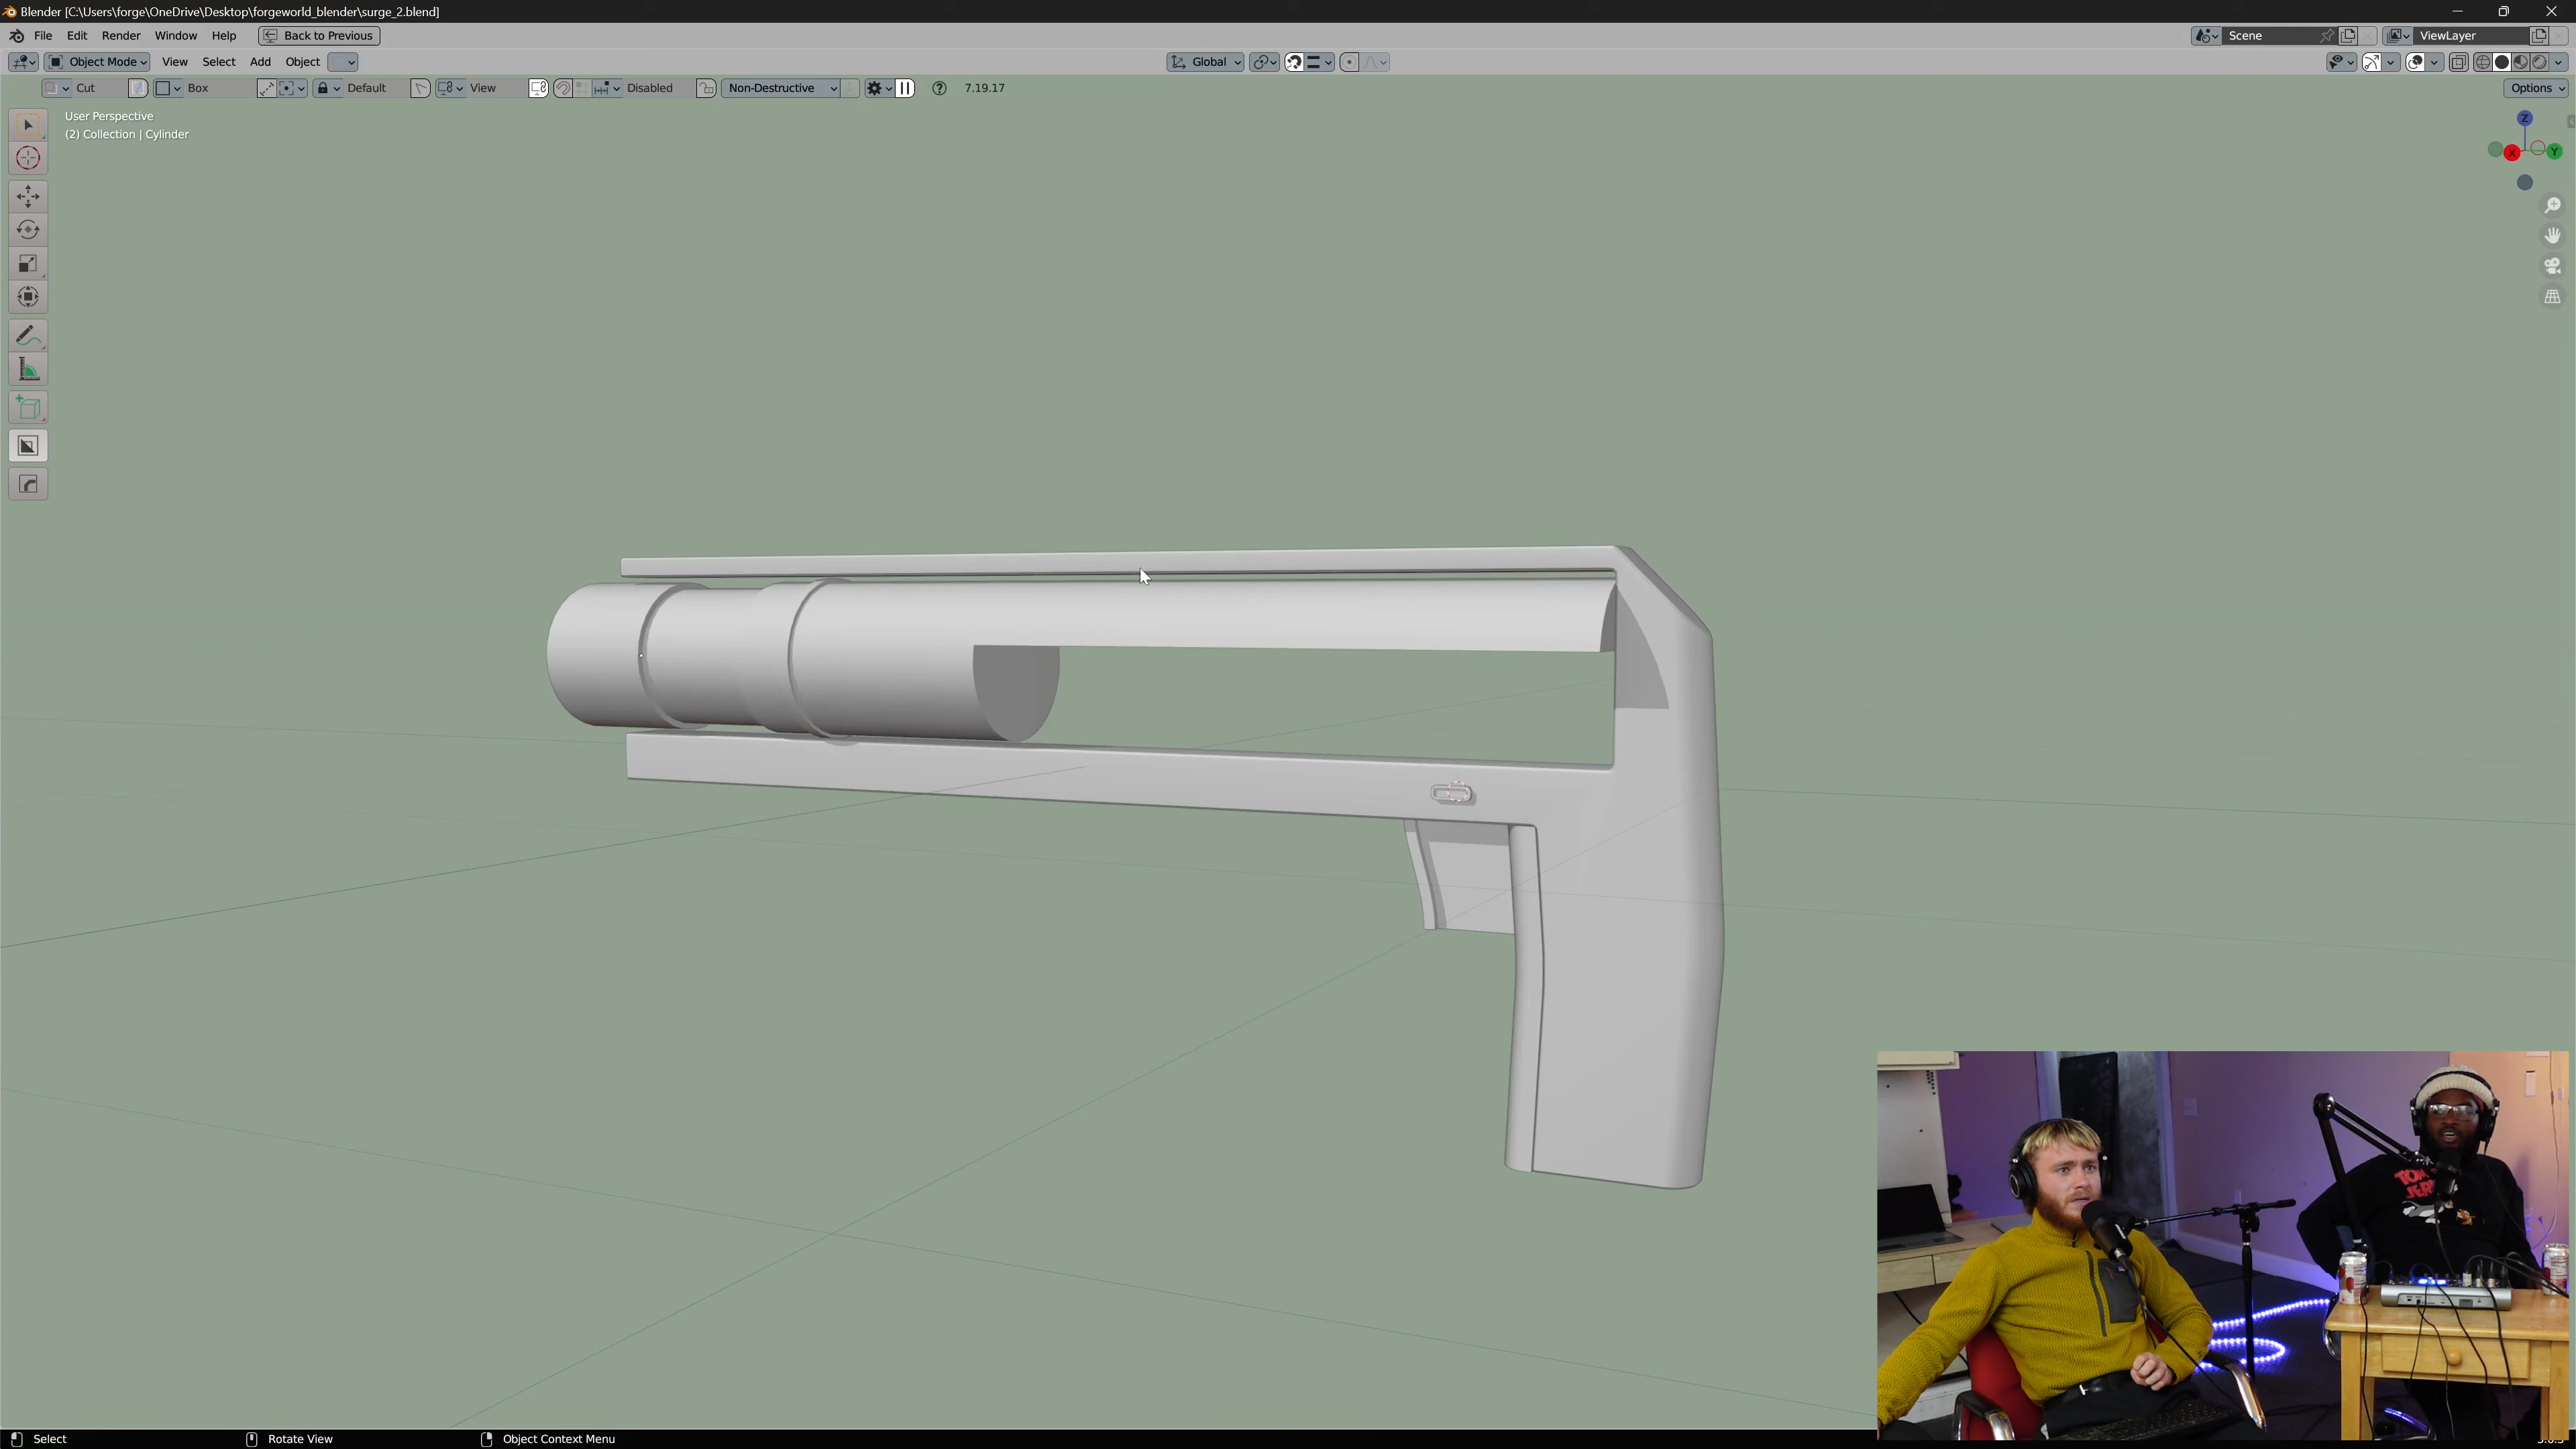 Blender [C:\Users\forge\OneDrive\Desktop\forgeworld_blender\surge_2.blend]
File Edit Render Window Help Back to Previous Scene ViewLayer
Object Mode View Select Add Object Global
Cut Box Default View Disabled Non-Destructive 7.19.17 Options
User Perspective
(2) Collection | Cylinder
Z
X Y
TOM
JERR
Select Rotate View Object Context Menu